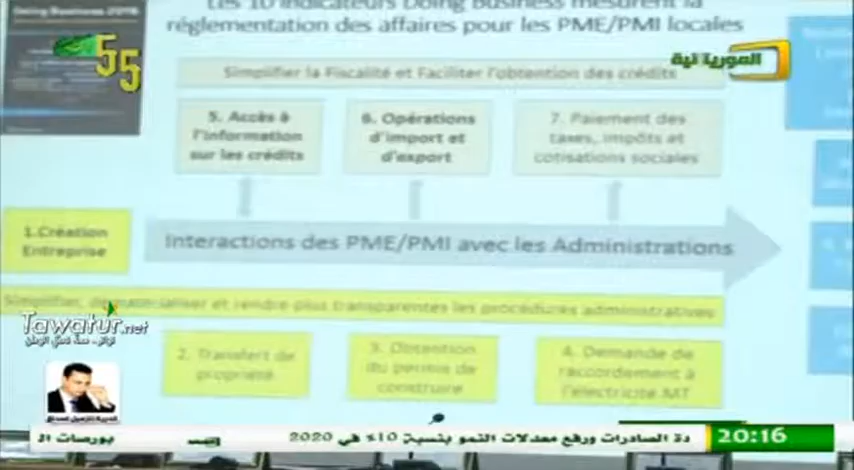 Les 10 indicateurs Doing Business mesurent la
réglementation des affaires pour les PME/PMI locales
55
الموريتانية
Simplifier la Fiscalité et Faciliter l'obtention des crédits
5. Accès à
l'information
sur les crédits
6. Opérations
d'import et
d'export
7. Paiement des
taxes, impôts et
cotisations sociales
1.Création
Entreprise
Interactions des PME/PMI avec les Administrations
Simplifier, et rendre plus transparentes les procédures administratives
Tawatur.net
2. Transfert de
propriété
3. Obtention
du permis de
construire
4. Demande de
raccordement à
l'électricité MT
دة الصادرات ورفع معدلات النمو بنسبة 10% في 2020
بورصات ال
20:16